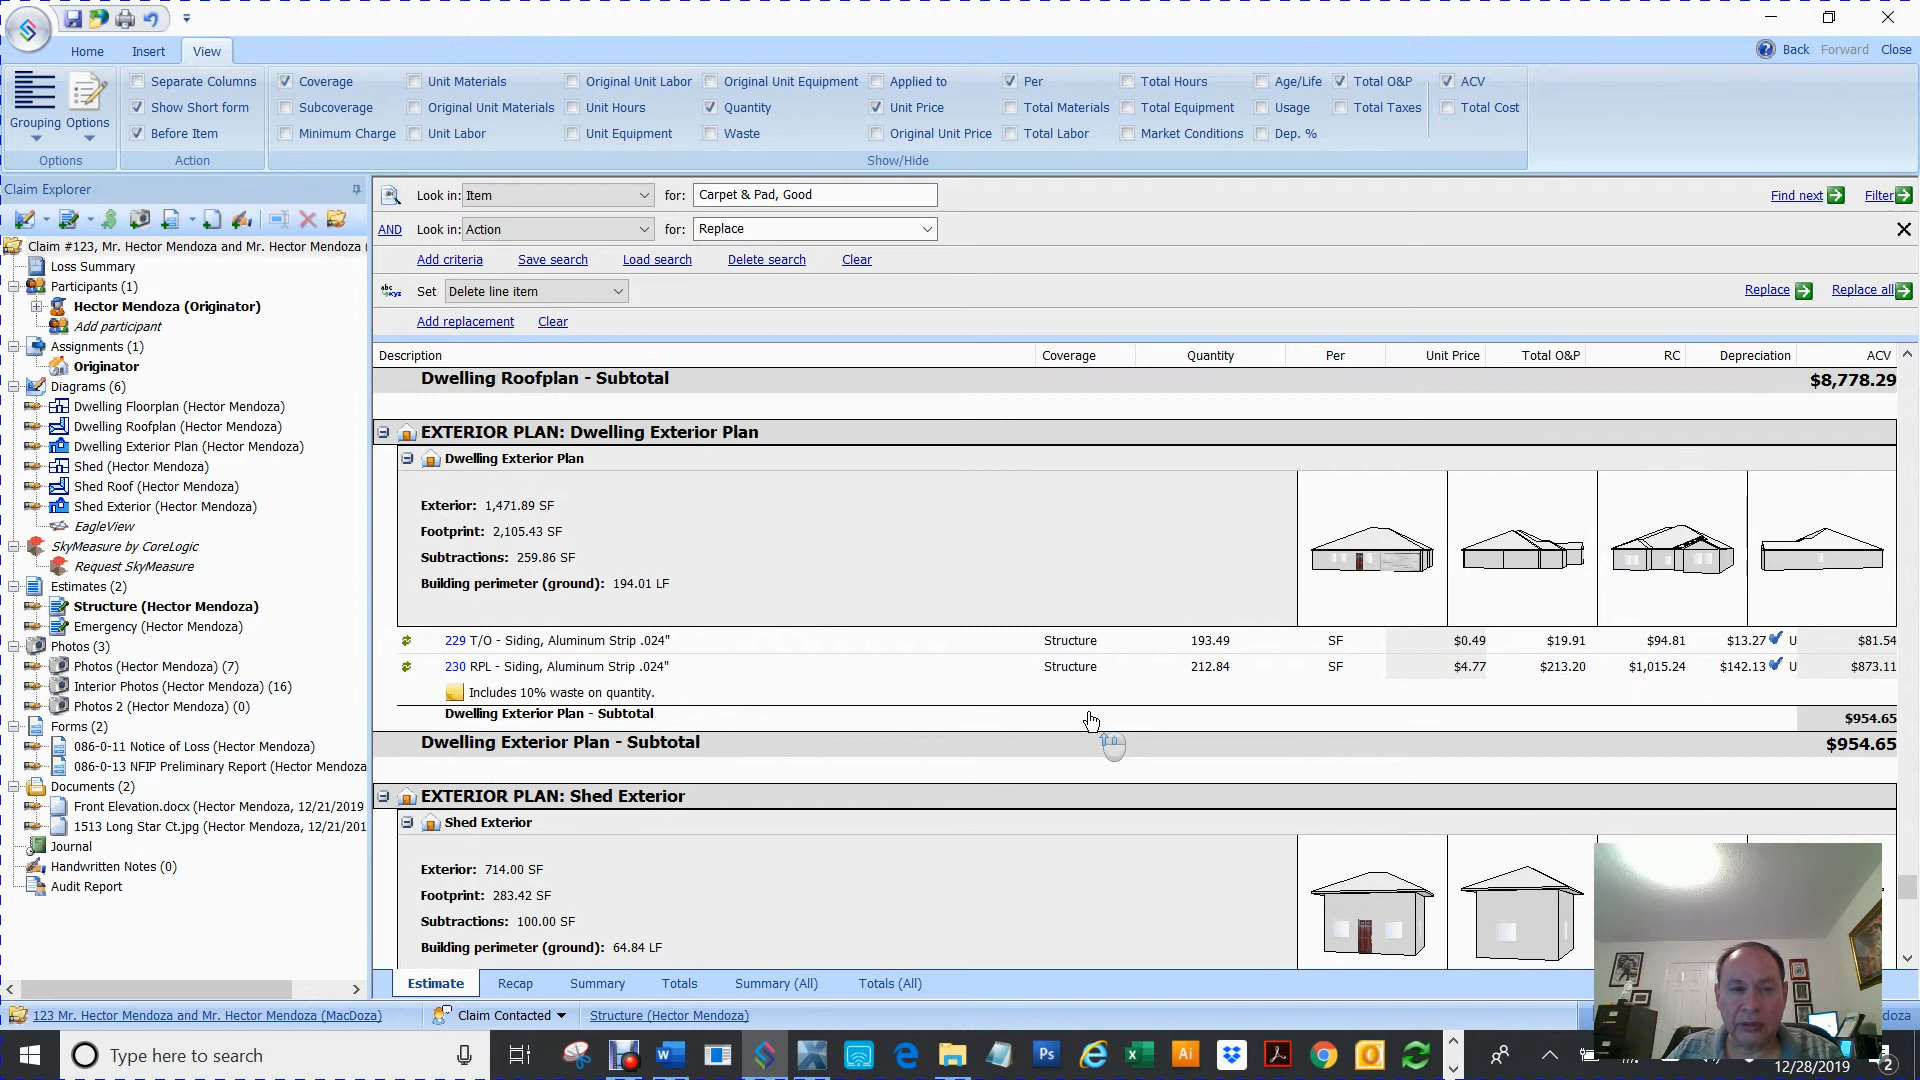 Home Insert View
Back Forward Close
Separate Columns Coverage Unit Materials Original Unit Labor Original Unit Equipment Applied to Per Total Hours Age/Life Total O&P ACV
Grouping Options Show Short form Subcoverage Original Unit Materials Unit Hours Quantity Unit Price Total Materials Total Equipment Usage Total Taxes Total Cost
Before Item Minimum Charge Unit Labor Unit Equipment Waste Original Unit Price Total Labor Market Conditions Dep. %
Options Action Show/Hide
Claim Explorer
Look in: Item for: Carpet & Pad, Good Find next Filter
AND Look in: Action for: Replace
Add criteria Save search Load search Delete search Clear
abc xyz Set Delete line item Replace Replace all
Add replacement Clear
Claim #123, Mr. Hector Mendoza and Mr. Hector Mendoza (
Loss Summary
Participants (1)
Hector Mendoza (Originator)
Add participant
Assignments (1)
Originator
Diagrams (6)
Dwelling Floorplan (Hector Mendoza)
Dwelling Roofplan (Hector Mendoza)
Dwelling Exterior Plan (Hector Mendoza)
Shed (Hector Mendoza)
Shed Roof (Hector Mendoza)
Shed Exterior (Hector Mendoza)
EagleView
SkyMeasure by CoreLogic
Request SkyMeasure
Estimates (2)
Structure (Hector Mendoza)
Emergency (Hector Mendoza)
Photos (3)
Photos (Hector Mendoza) (7)
Interior Photos (Hector Mendoza) (16)
Photos 2 (Hector Mendoza) (0)
Forms (2)
086-0-11 Notice of Loss (Hector Mendoza)
086-0-13 NFIP Preliminary Report (Hector Mendoza
Documents (2)
Front Elevation.docx (Hector Mendoza, 12/21/2019
1513 Long Star Ct.jpg (Hector Mendoza, 12/21/201
Journal
Handwritten Notes (0)
Audit Report
Description Coverage Quantity Per Unit Price Total O&P RC Depreciation ACV
Dwelling Roofplan - Subtotal $8,778.29
EXTERIOR PLAN: Dwelling Exterior Plan
Dwelling Exterior Plan
Exterior: 1,471.89 SF
Footprint: 2,105.43 SF
Subtractions: 259.86 SF
Building perimeter (ground): 194.01 LF
229 T/O - Siding, Aluminum Strip .024" Structure 193.49 SF $0.49 $19.91 $94.81 $13.27 U $81.54
230 RPL - Siding, Aluminum Strip .024" Structure 212.84 SF $4.77 $213.20 $1,015.24 $142.13 U $873.11
Includes 10% waste on quantity.
Dwelling Exterior Plan - Subtotal $954.65
Dwelling Exterior Plan - Subtotal $954.65
EXTERIOR PLAN: Shed Exterior
Shed Exterior
Exterior: 714.00 SF
Footprint: 283.42 SF
Subtractions: 100.00 SF
Building perimeter (ground): 64.84 LF
Estimate Recap Summary Totals Summary (All) Totals (All)
123 Mr. Hector Mendoza and Mr. Hector Mendoza (MacDoza) Claim Contacted Structure (Hector Mendoza) doza
Type here to search
12/28/2019 2